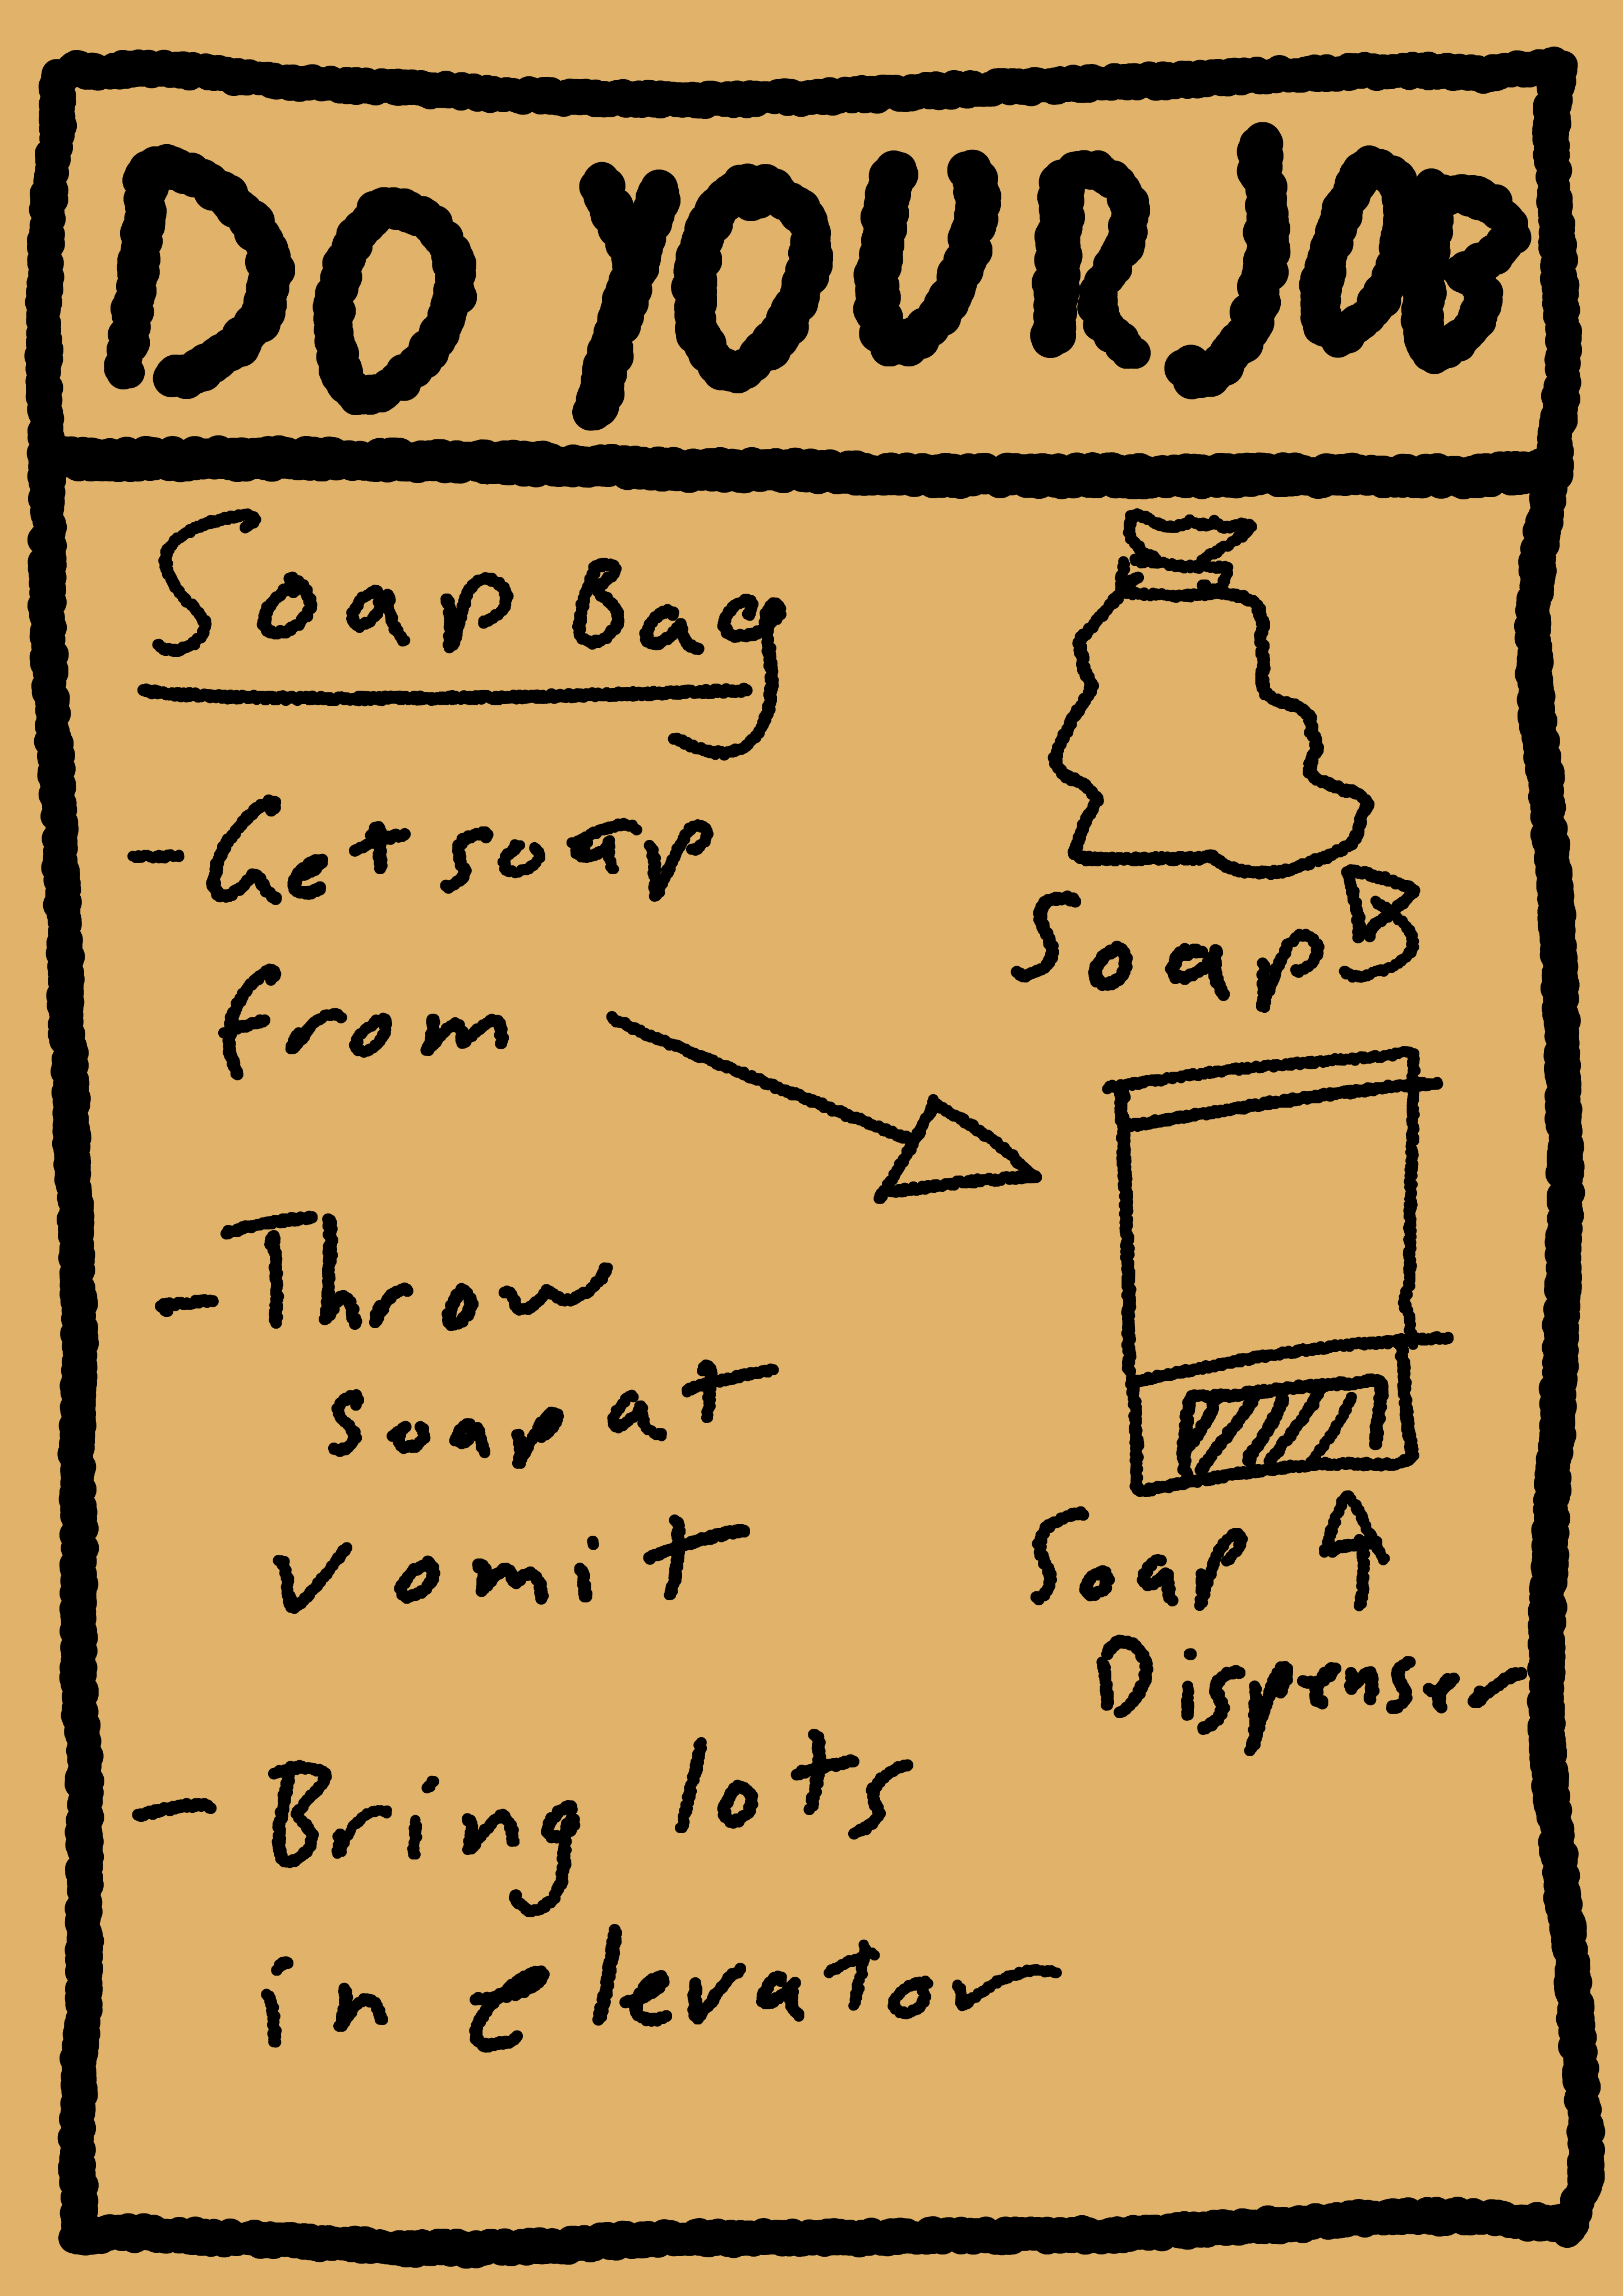 DO YOUR JOB
Soap Bag
- Get soap
from
Soap
- Throw
soap at
vomit
Soap
Dispenser
- Bring lots
in Elevator